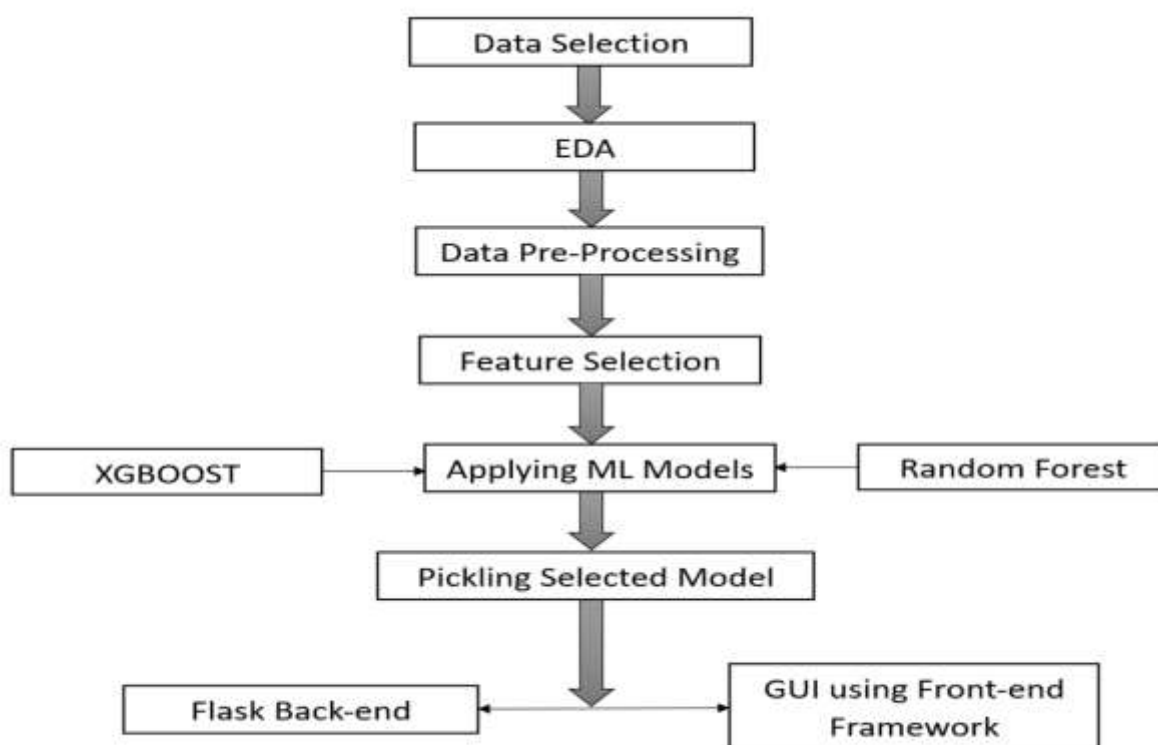 Data Selection
EDA
Data Pre-Processing
Feature Selection
XGBOOST
Applying ML Models
Random Forest
Pickling Selected Model
Flask Back-end
GUI using Front-end
Framework